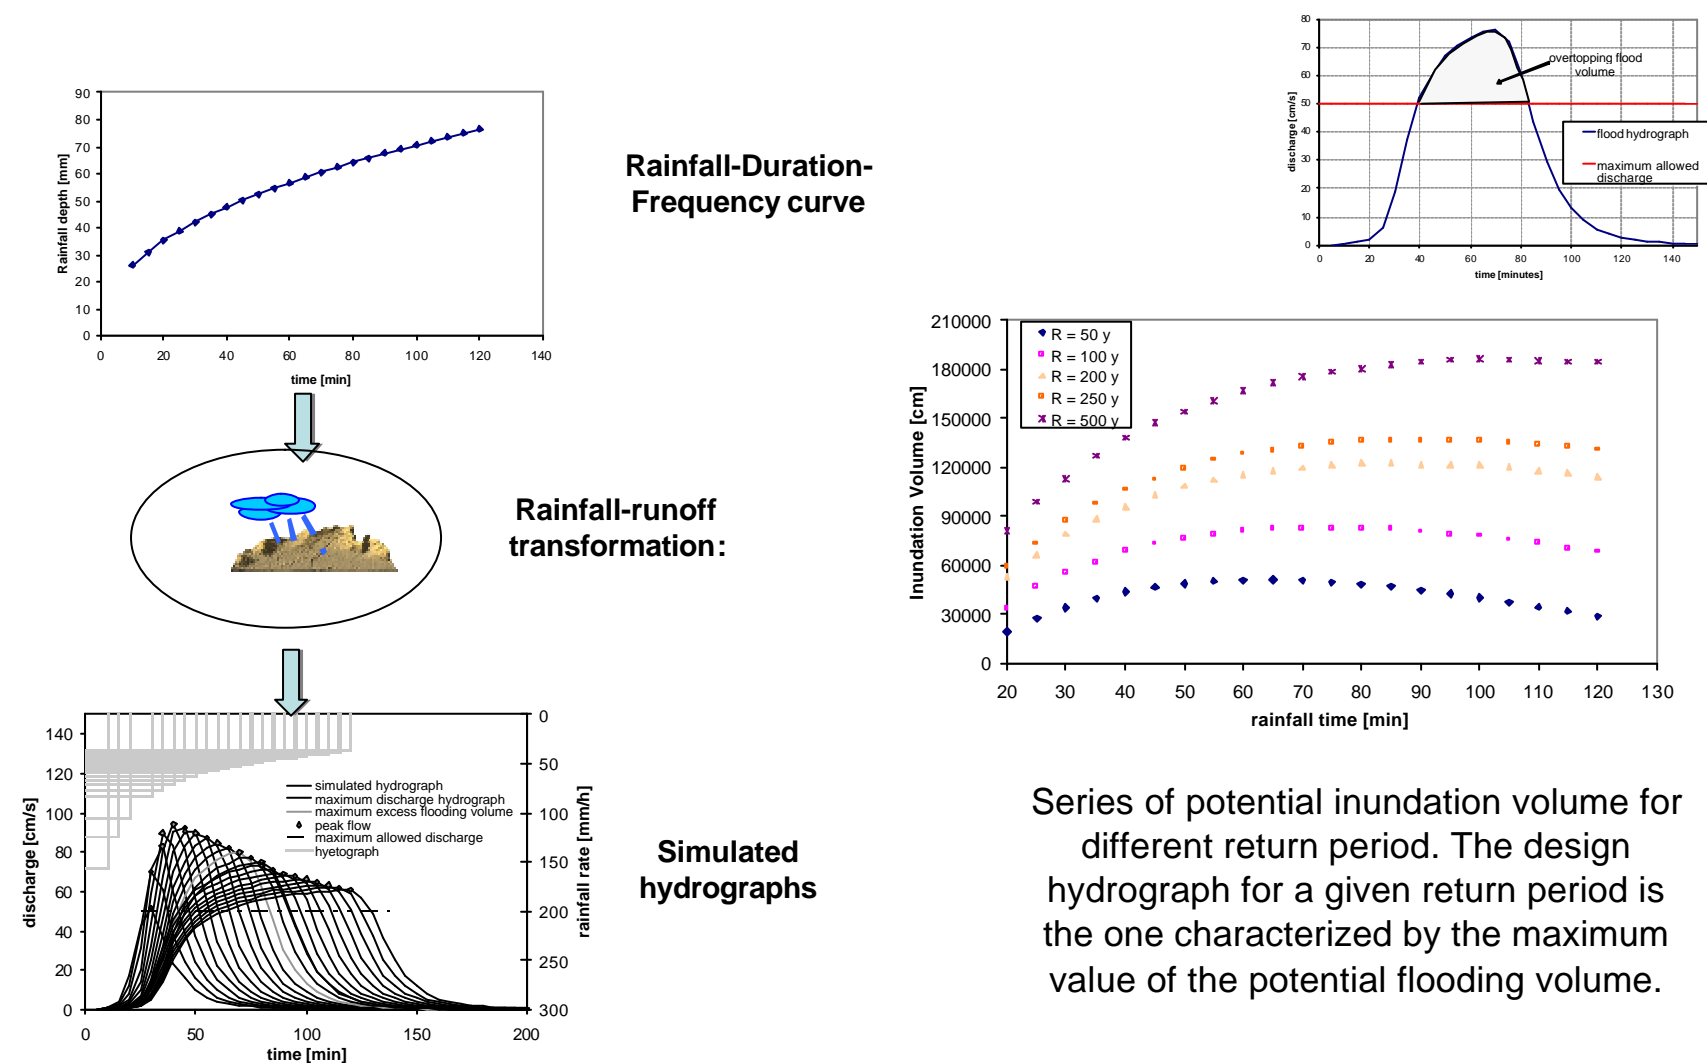 90
80
70
60
50
40
30
20
10
0
Rainfall depth [mm]
0 20 40 60 80 100 120 140
time [min]
Rainfall-Duration-
Frequency curve
80
70
60
50
40
30
20
10
0
discharge [cm/s]
overtopping flood
volume
flood hydrograph
maximum allowed
discharge
0 20 40 60 80 100 120 140
time [minutes]
Rainfall-runoff
transformation:
210000
180000
150000
120000
90000
60000
30000
0
Inundation Volume [cm]
R = 50 y
R = 100 y
R = 200 y
R = 250 y
R = 500 y
20 30 40 50 60 70 80 90 100 110 120 130
rainfall time [min]
140
120
100
80
60
40
20
0
discharge [cm/s]
simulated hydrograph
maximum discharge hydrograph
maximum excess flooding volume
peak flow
maximum allowed discharge
hyetograph
0
50
100
150
200
250
300
rainfall rate [mm/h]
0 50 100 150 200
time [min]
Simulated
hydrographs
Series of potential inundation volume for
different return period. The design
hydrograph for a given return period is
the one characterized by the maximum
value of the potential flooding volume.